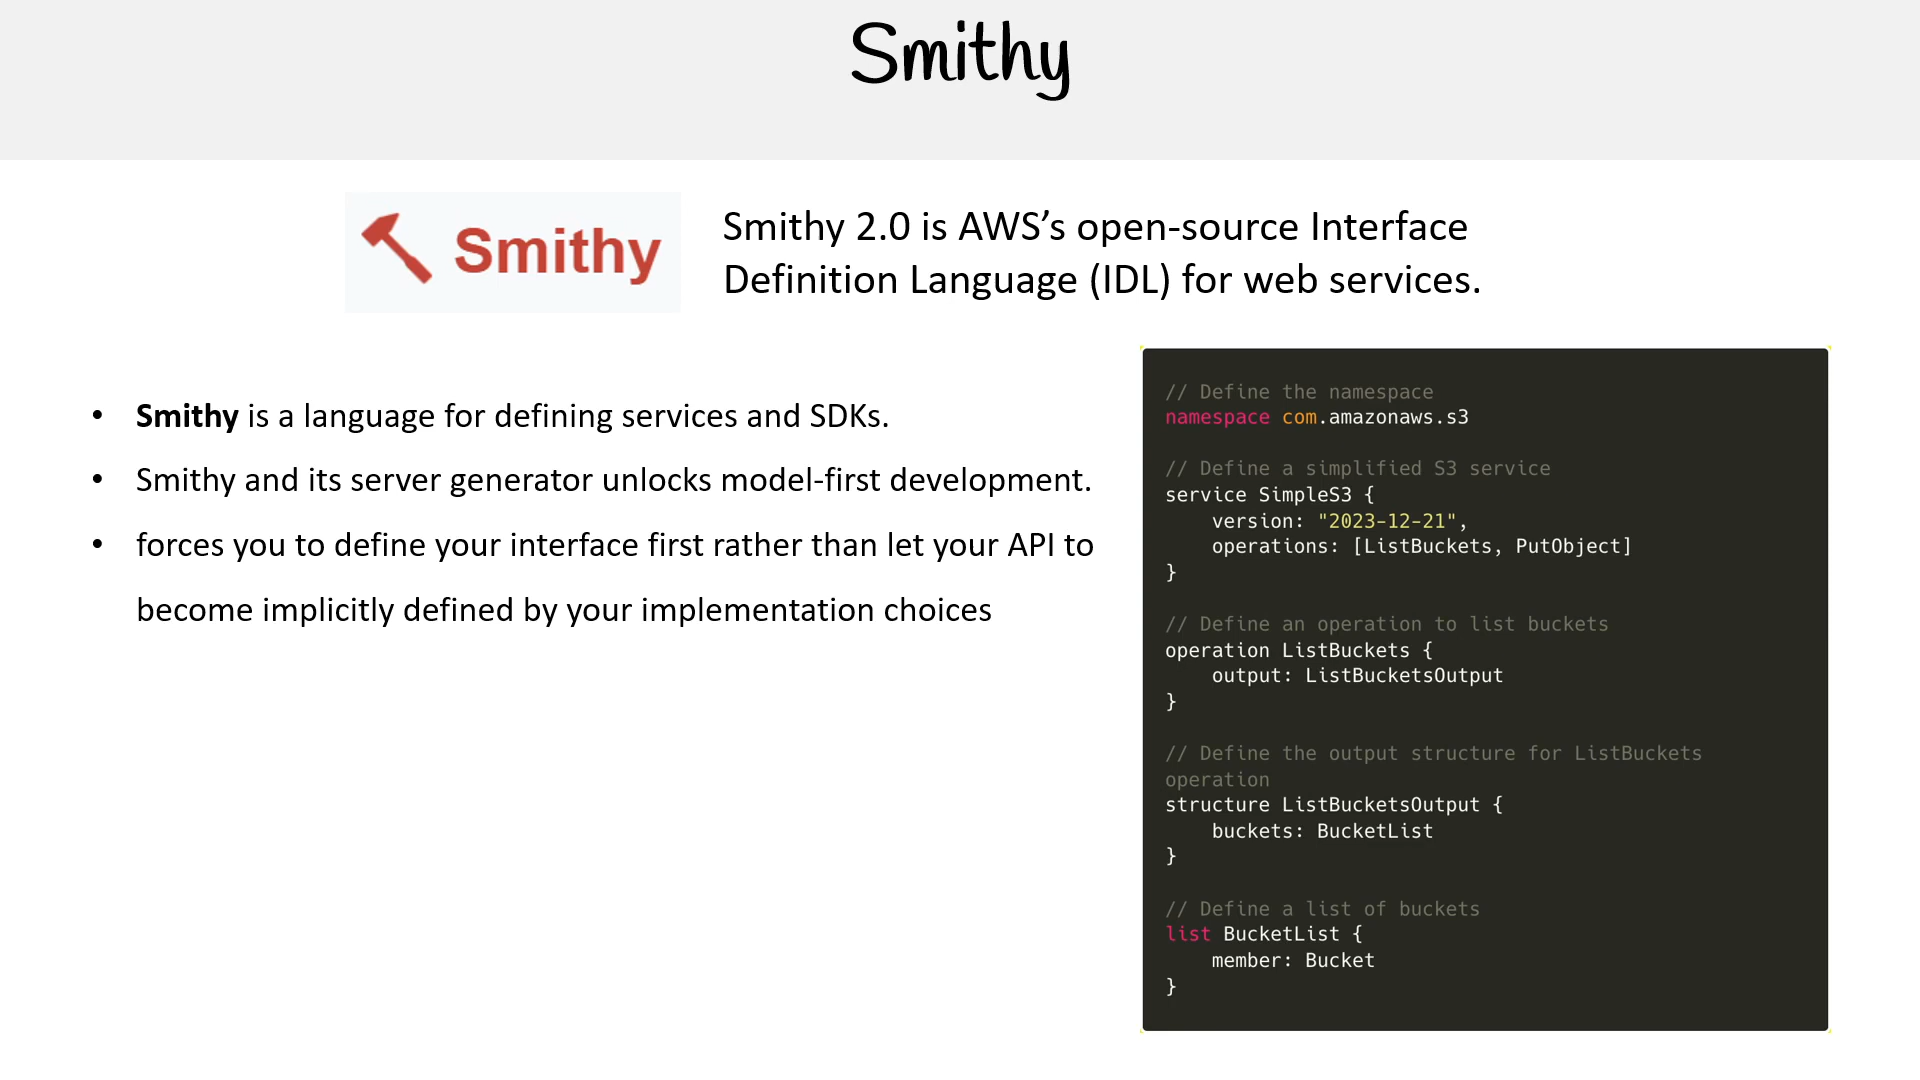 Smithy
Smithy
Smithy 2.0 is AWS’s open-source Interface
Definition Language (IDL) for web services.
• Smithy is a language for defining services and SDKs.
• Smithy and its server generator unlocks model-first development.
• forces you to define your interface first rather than let your API to
become implicitly defined by your implementation choices
// Define the namespace
namespace com.amazonaws.s3
// Define a simplified S3 service
service SimpleS3 {
    version: "2023-12-21",
    operations: [ListBuckets, PutObject]
}
// Define an operation to list buckets
operation ListBuckets {
    output: ListBucketsOutput
}
// Define the output structure for ListBuckets
operation
structure ListBucketsOutput {
    buckets: BucketList
}
// Define a list of buckets
list BucketList {
    member: Bucket
}